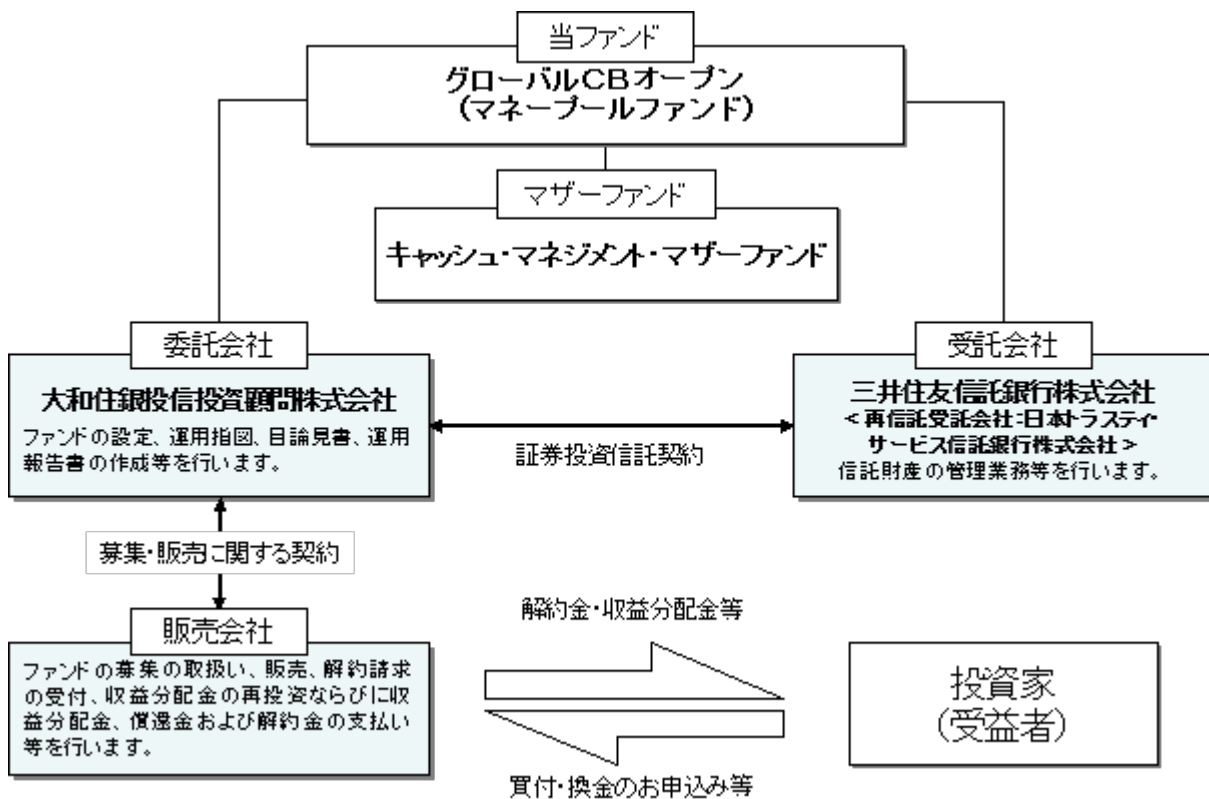 当ファンド
グローバルCBオープン
(マネープールファンド)
マザーファンド
キャッシュ・マネジメント・マザーファンド
委託会社
大和住銀投信投資顧問株式会社
ファンドの設定、運用指図、目論見書、運用
報告書の作成等を行います。
証券投資信託契約
受託会社
三井住友信託銀行株式会社
<再信託受託会社:日本トラスティ・
サービス信託銀行株式会社>
信託財産の管理業務等を行います。
募集・販売に関する契約
販売会社
ファンドの募集の取扱い、販売、解約請求
の受付、収益分配金の再投資ならびに収
益分配金、償還金および解約金の支払い
等を行います。
解約金・収益分配金等
買付・換金のお申込み等
投資家
(受益者)